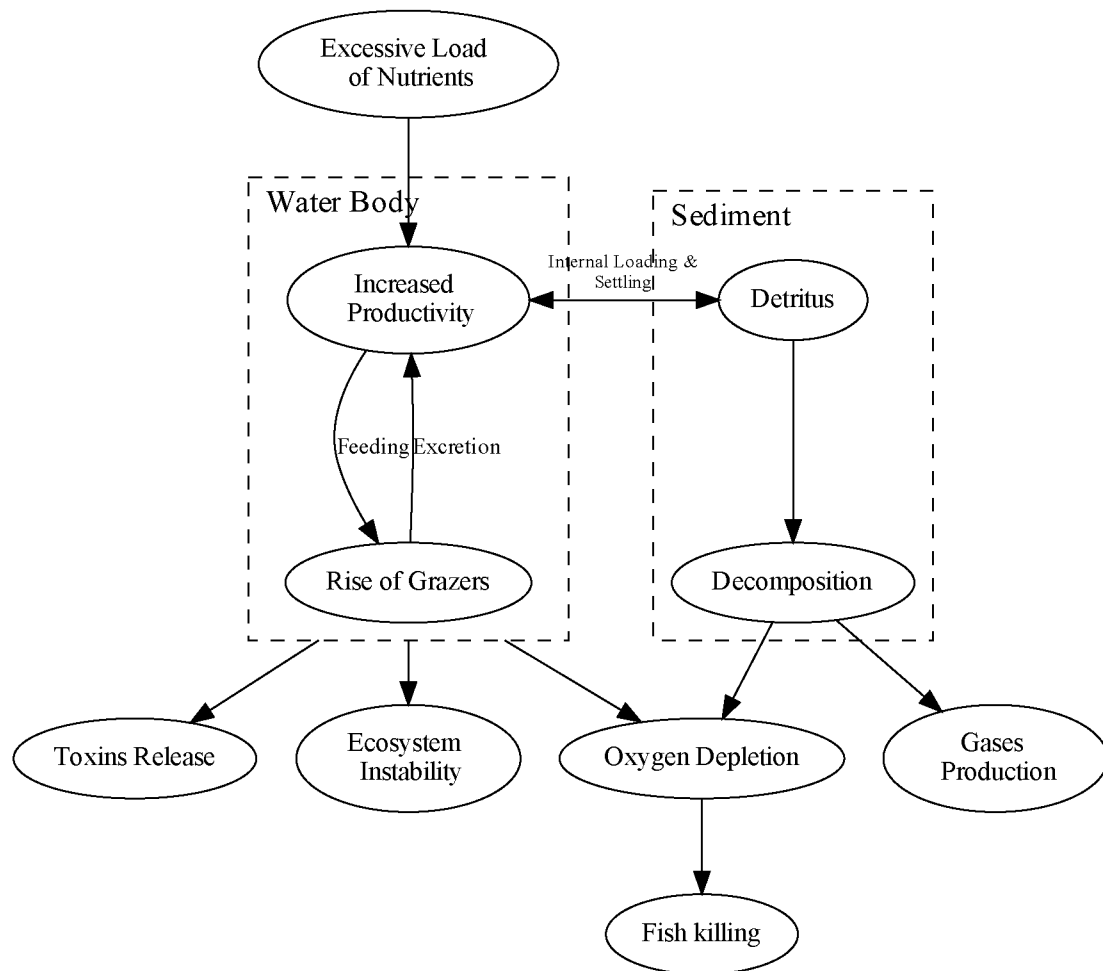 Excessive Load
of Nutrients
Water Body
Sediment
Increased
Productivity
Internal Loading &
Settling
Detritus
Feeding
Excretion
Rise of Grazers
Decomposition
Toxins Release
Ecosystem
Instability
Oxygen Depletion
Gases
Production
Fish killing